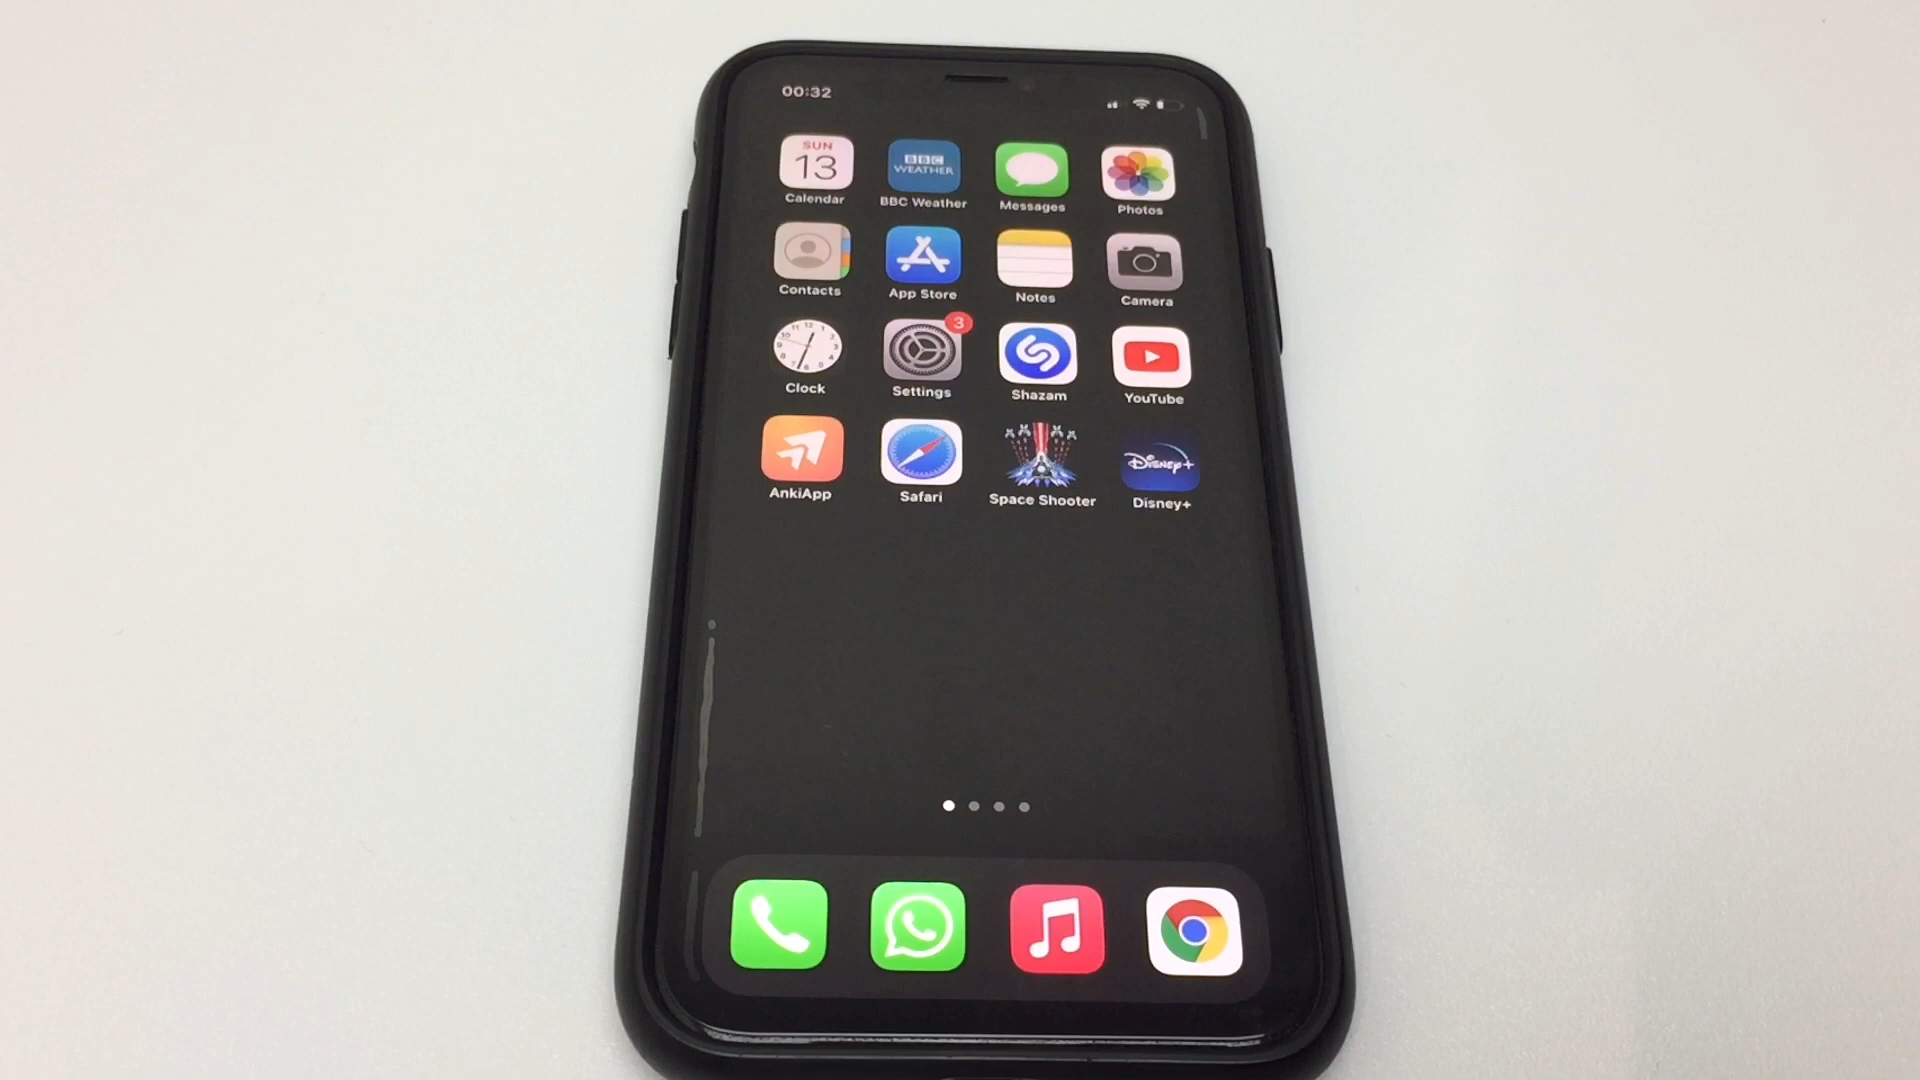 00:32
SUN
13
Calendar
BBC
WEATHER
BBC Weather
Messages
Photos
Contacts
App Store
Notes
Camera
Clock
3
Settings
Shazam
YouTube
AnkiApp
Safari
Space Shooter
Disney+
Disney+